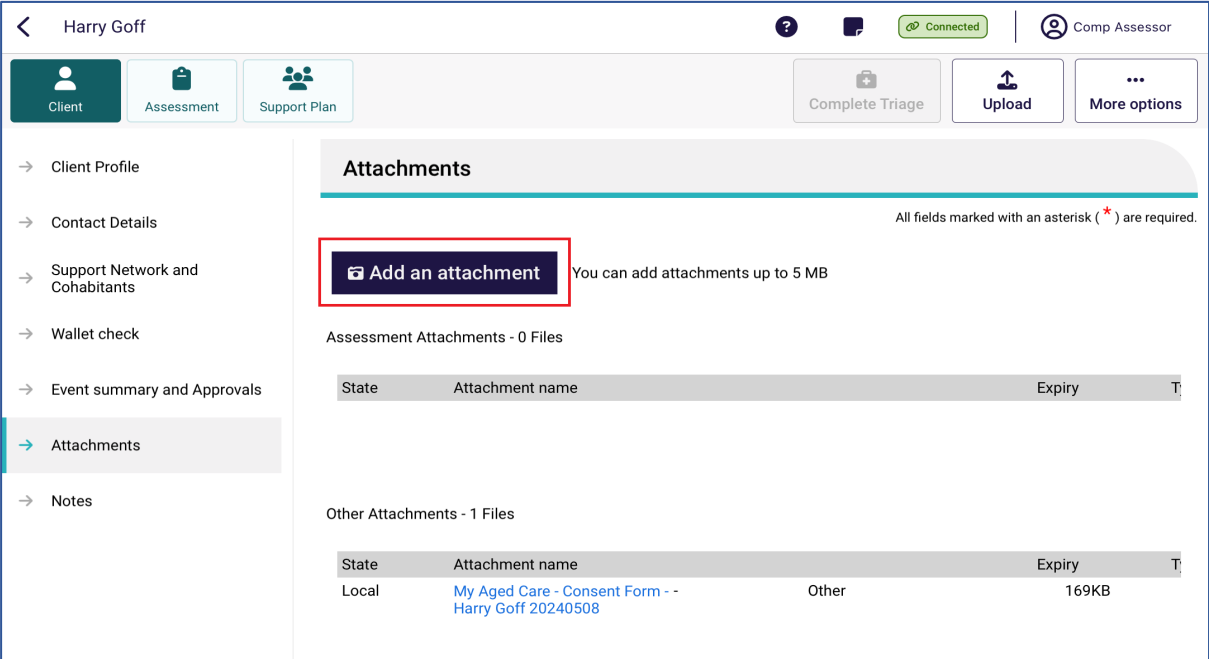 Harry Goff
?
Connected
Comp Assessor
Client
Assessment
Support Plan
Complete Triage
Upload
More options
Client Profile
Contact Details
Support Network and
Cohabitants
Wallet check
Event summary and Approvals
Attachments
Notes
Attachments
All fields marked with an asterisk ( * ) are required.
Add an attachment You can add attachments up to 5 MB
Assessment Attachments - 0 Files
State Attachment name Expiry
Other Attachments - 1 Files
State Attachment name Expiry
Local My Aged Care - Consent Form - - Other 169KB
Harry Goff 20240508